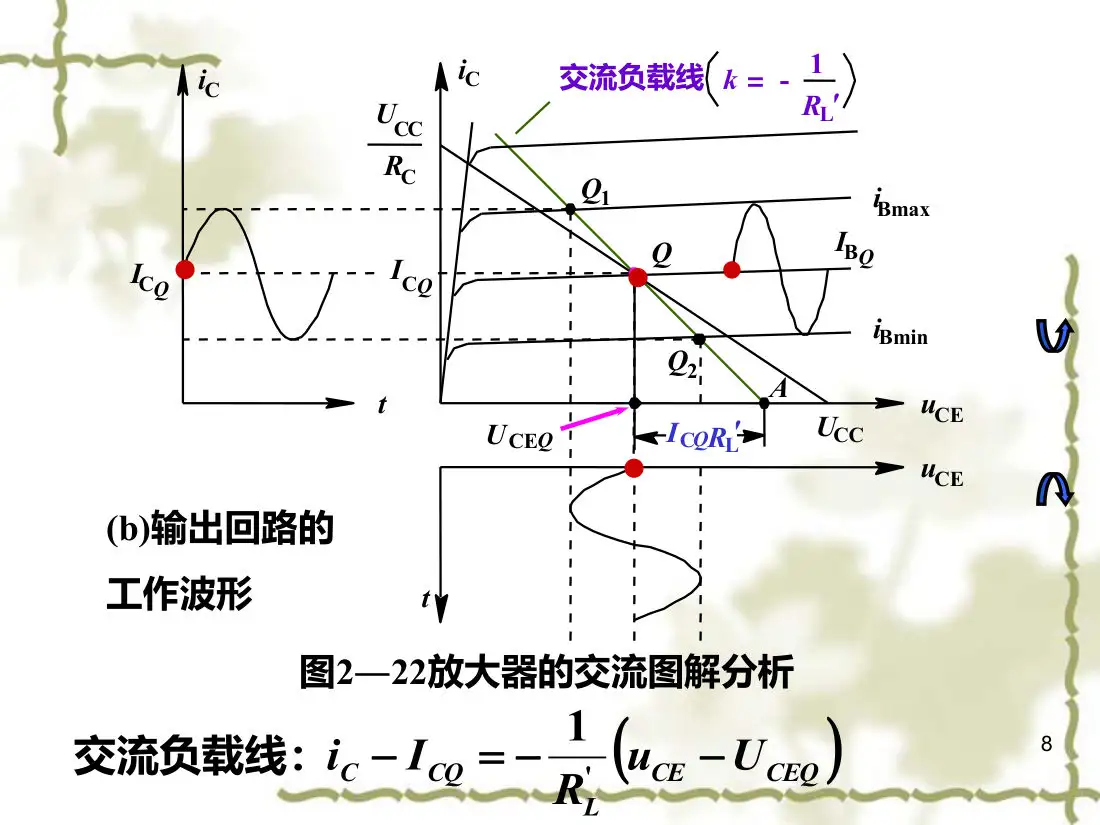 交流负载线(k = - 1/RL′)
iC
iC
UCC/RC
Q1
iBmax
ICQ
ICQ
Q
IBQ
iBmin
Q2
A
t
uCE
UCEQ
ICQRL′
UCC
uCE
(b)输出回路的
工作波形
t
图2—22放大器的交流图解分析
交流负载线：iC − ICQ = − 1/RL' (uCE − UCEQ)
8